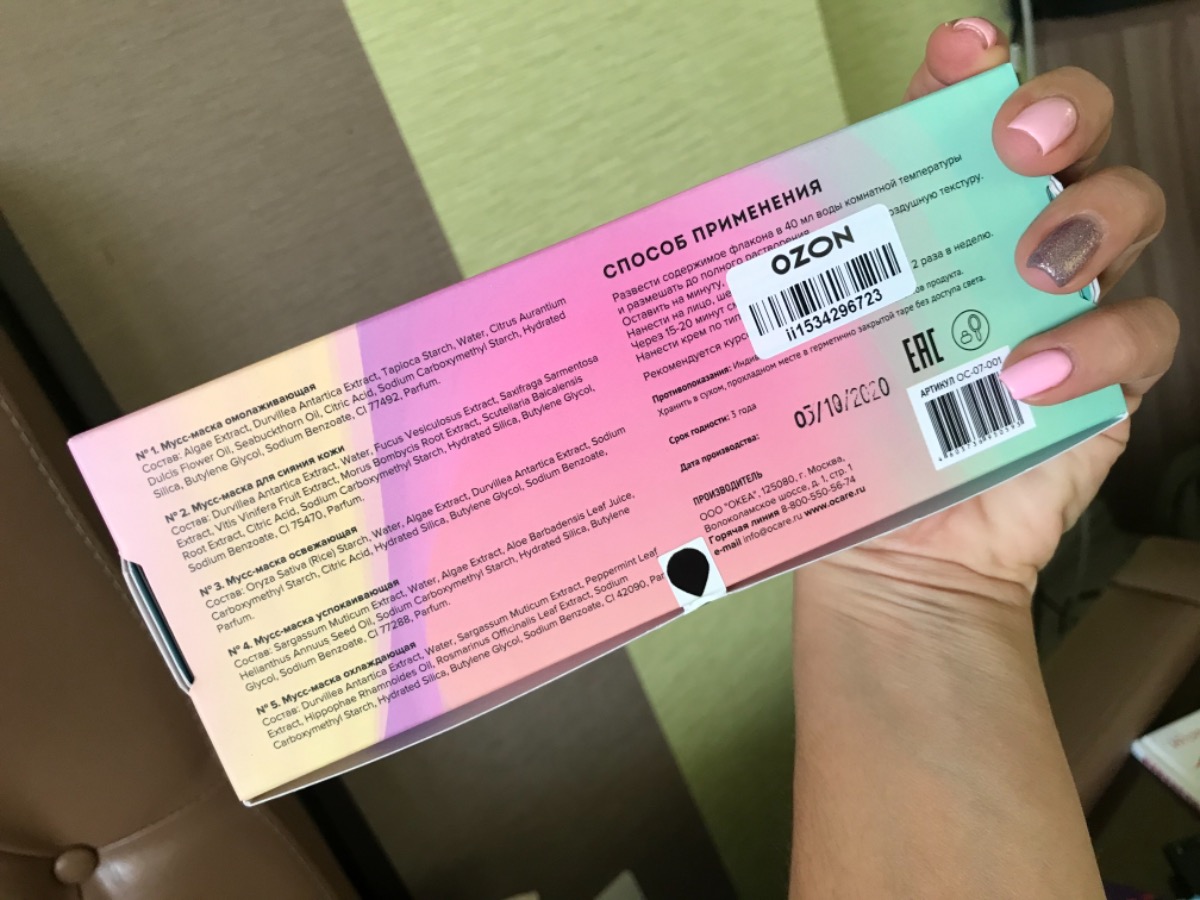 № 1. Мусс-маска омолаживающая
Состав: Algae Extract, Durvillea Antartica Extract, Tapioca Starch, Water, Citrus Aurantium
Dulcis Flower Oil, Seabuckthorn Oil, Citric Acid, Sodium Carboxymethyl Starch, Hydrated
Silica, Butylene Glycol, Sodium Benzoate, CI 77492, Parfum.
№ 2. Мусс-маска для сияния кожи
Состав: Durvillea Antartica Extract, Water, Fucus Vesiculosus Extract, Saxifraga Sarmentosa
Extract, Vitis Vinifera Fruit Extract, Morus Bombycis Root Extract, Scutellaria Baicalensis
Root Extract, Citric Acid, Sodium Carboxymethyl Starch, Hydrated Silica, Butylene Glycol,
Sodium Benzoate, CI 75470, Parfum.
№ 3. Мусс-маска освежающая
Состав: Oryza Sativa (Rice) Starch, Water, Algae Extract, Durvillea Antartica Extract, Sodium
Carboxymethyl Starch, Citric Acid, Hydrated Silica, Butylene Glycol, Sodium Benzoate,
Parfum.
№ 4. Мусс-маска успокаивающая
Состав: Sargassum Muticum Extract, Water, Algae Extract, Aloe Barbadensis Leaf Juice,
Helianthus Annuus Seed Oil, Sodium Carboxymethyl Starch, Hydrated Silica, Butylene
Glycol, Sodium Benzoate, CI 77288, Parfum.
№ 5. Мусс-маска охлаждающая
Состав: Durvillea Antartica Extract, Water, Sargassum Muticum Extract, Peppermint Leaf
Extract, Hippophae Rhamnoides Oil, Rosmarinus Officinalis Leaf Extract, Sodium
Carboxymethyl Starch, Hydrated Silica, Butylene Glycol, Sodium Benzoate, CI 42090, Par
СПОСОБ ПРИМЕНЕНИЯ
Развести содержимое флакона в 40 мл воды комнатной температуры
и размешать до полного растворения
Оставить на минуту, воздушную текстуру.
Нанести на лицо,
Через 15-20 минут
Нанести крем по тип
Рекомендуется 2 раза в неделю.
Противопоказания: продукта.
Хранить в сухом, прохладном месте в герметично закрытой таре без доступа света.
Срок годности: 3 года
Дата производства:
05/10/2020
OZON
ii1534296723
EAC
АРТИКУЛ ОС-07-001
ПРОИЗВОДИТЕЛЬ
ООО "ОКЕА", 125080, г. Москва,
Волоколамское шоссе, д. 1, стр. 1
Горячая линия 8-800-550-56-74
e-mail info@ocare.ru www.ocare.ru